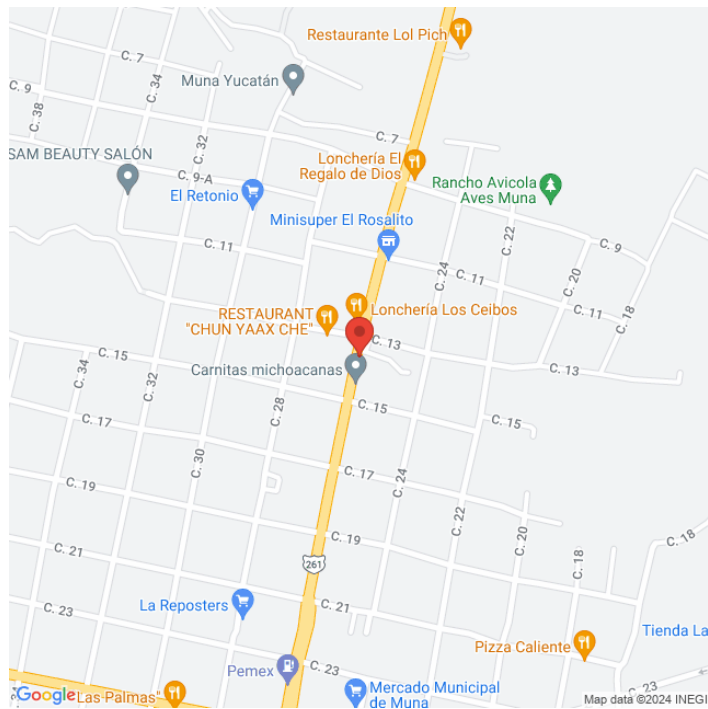 Restaurante Lol Pich
C. 7
C. 34
Muna Yucatán
C. 9
C. 38
C. 32
C. 7
SAM BEAUTY SALÓN
C. 9-A
Lonchería El
Regalo de Dios
Rancho Avicola
Aves Muna
El Retonio
Minisuper El Rosalito
C. 22
C. 9
C. 11
C. 24
C. 20
C. 11
C. 11
C. 18
RESTAURANT
"CHUN YAAX CHE"
Lonchería Los Ceibos
C. 13
C. 13
C. 15
Carnitas michoacanas
C. 34
C. 32
C. 28
C. 15
C. 15
C. 17
C. 30
C. 17
C. 24
C. 22
C. 19
C. 20
C. 19
C. 18
C. 18
C. 21
261
La Reposters
C. 21
C. 23
Tienda La
Pizza Caliente
Pemex
C. 23
C. 23
Google
"Las Palmas"
Mercado Municipal
de Muna
Map data ©2024 INEGI